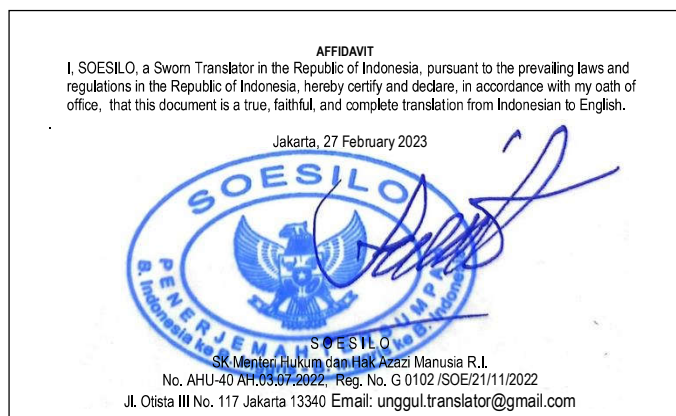 AFFIDAVIT
I, SOESILO, a Sworn Translator in the Republic of Indonesia, pursuant to the prevailing laws and
regulations in the Republic of Indonesia, hereby certify and declare, in accordance with my oath of
office, that this document is a true, faithful, and complete translation from Indonesian to English.
Jakarta, 27 February 2023
SOESILO
PENERJEMAH
B. Indonesia ke B.
ke B. Indonesia
S O E S I L O
SK Menteri Hukum dan Hak Azazi Manusia R.I.
No. AHU-40 AH.03.07.2022, Reg. No. G 0102 /SOE/21/11/2022
Jl. Otista III No. 117 Jakarta 13340 Email: unggul.translator@gmail.com